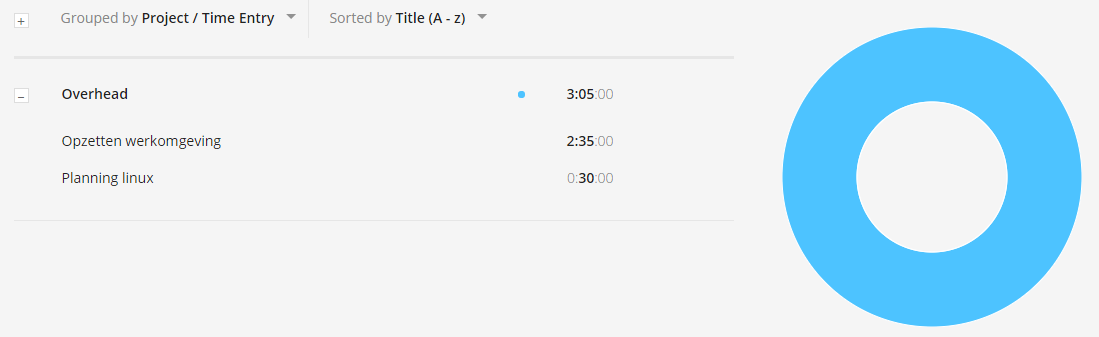 Grouped by Project / Time Entry Sorted by Title (A - z)
Overhead 3:05:00
Opzetten werkomgeving 2:35:00
Planning linux 0:30:00